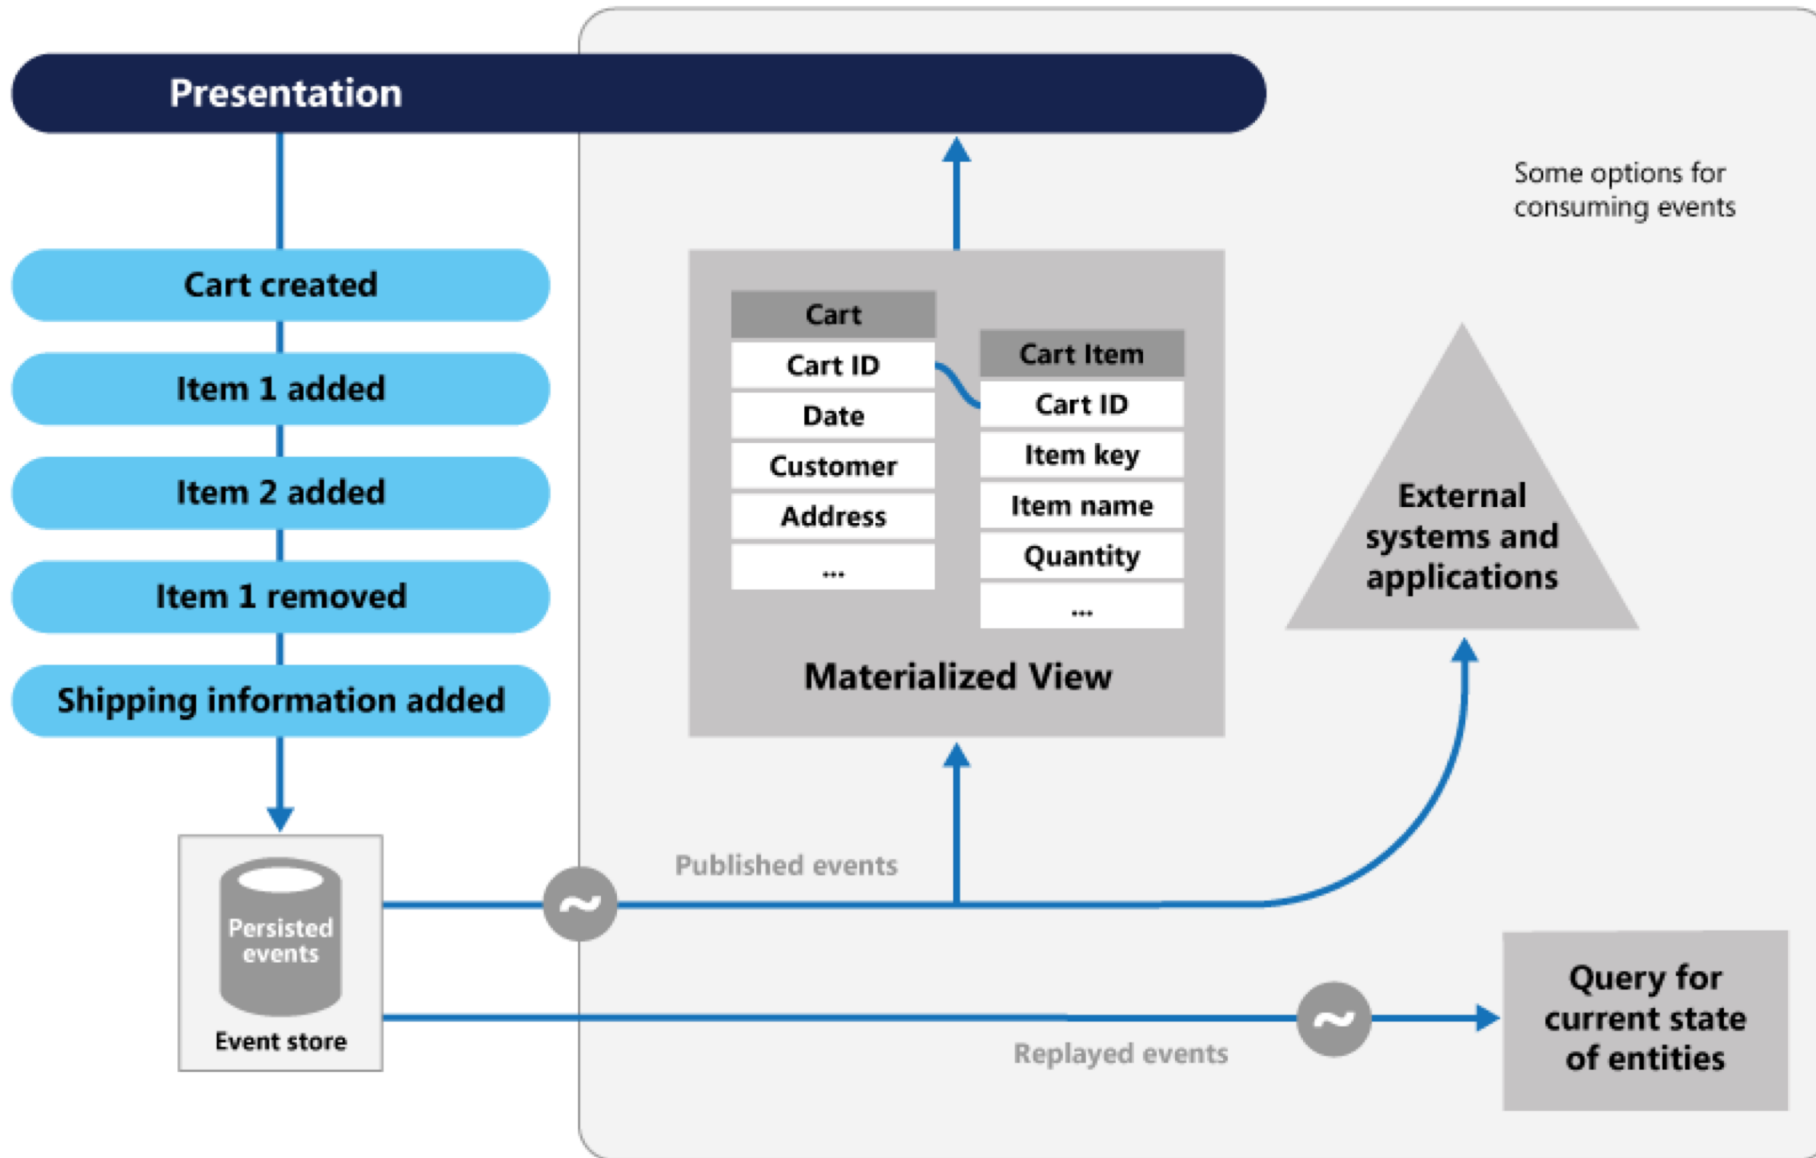 Presentation
Some options for
consuming events
Cart created
Item 1 added
Item 2 added
Item 1 removed
Shipping information added
Cart
Cart ID
Date
Customer
Address
...
Cart Item
Cart ID
Item key
Item name
Quantity
...
Materialized View
External
systems and
applications
Persisted
events
Event store
~
Published events
~
Replayed events
Query for
current state
of entities